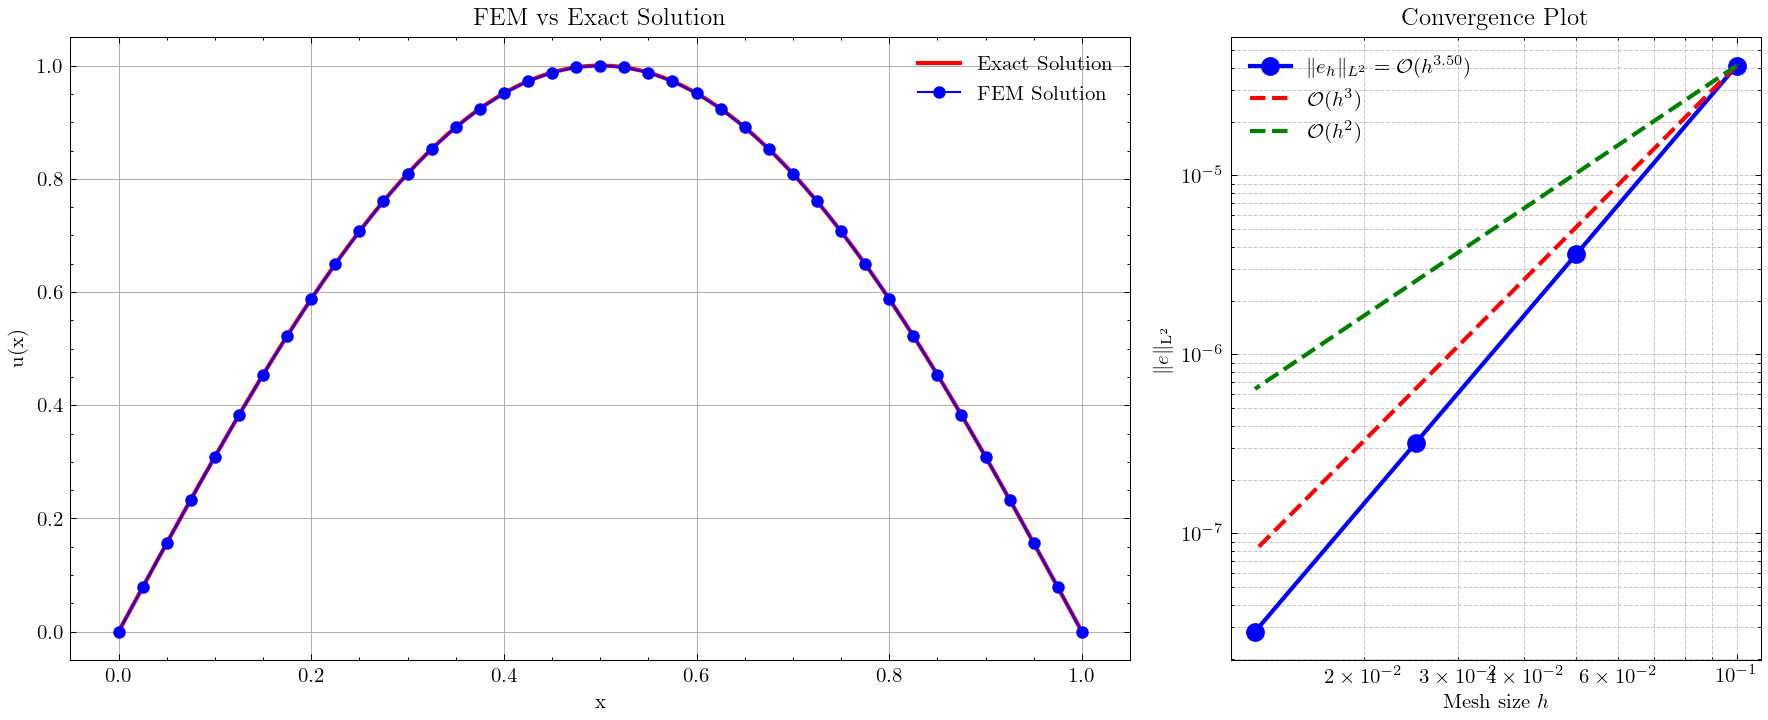 FEM vs Exact Solution
Exact Solution
FEM Solution
1.0
0.8
0.6
0.4
0.2
0.0
u(x)
0.0 0.2 0.4 0.6 0.8 1.0
x
Convergence Plot
‖e_h‖_{L²} = 𝒪(h^{3.50})
𝒪(h³)
𝒪(h²)
10⁻⁵
10⁻⁶
10⁻⁷
‖e‖_{L²}
2 × 10⁻² 3 × 10⁻² 4 × 10⁻² 6 × 10⁻² 10⁻¹
Mesh size h